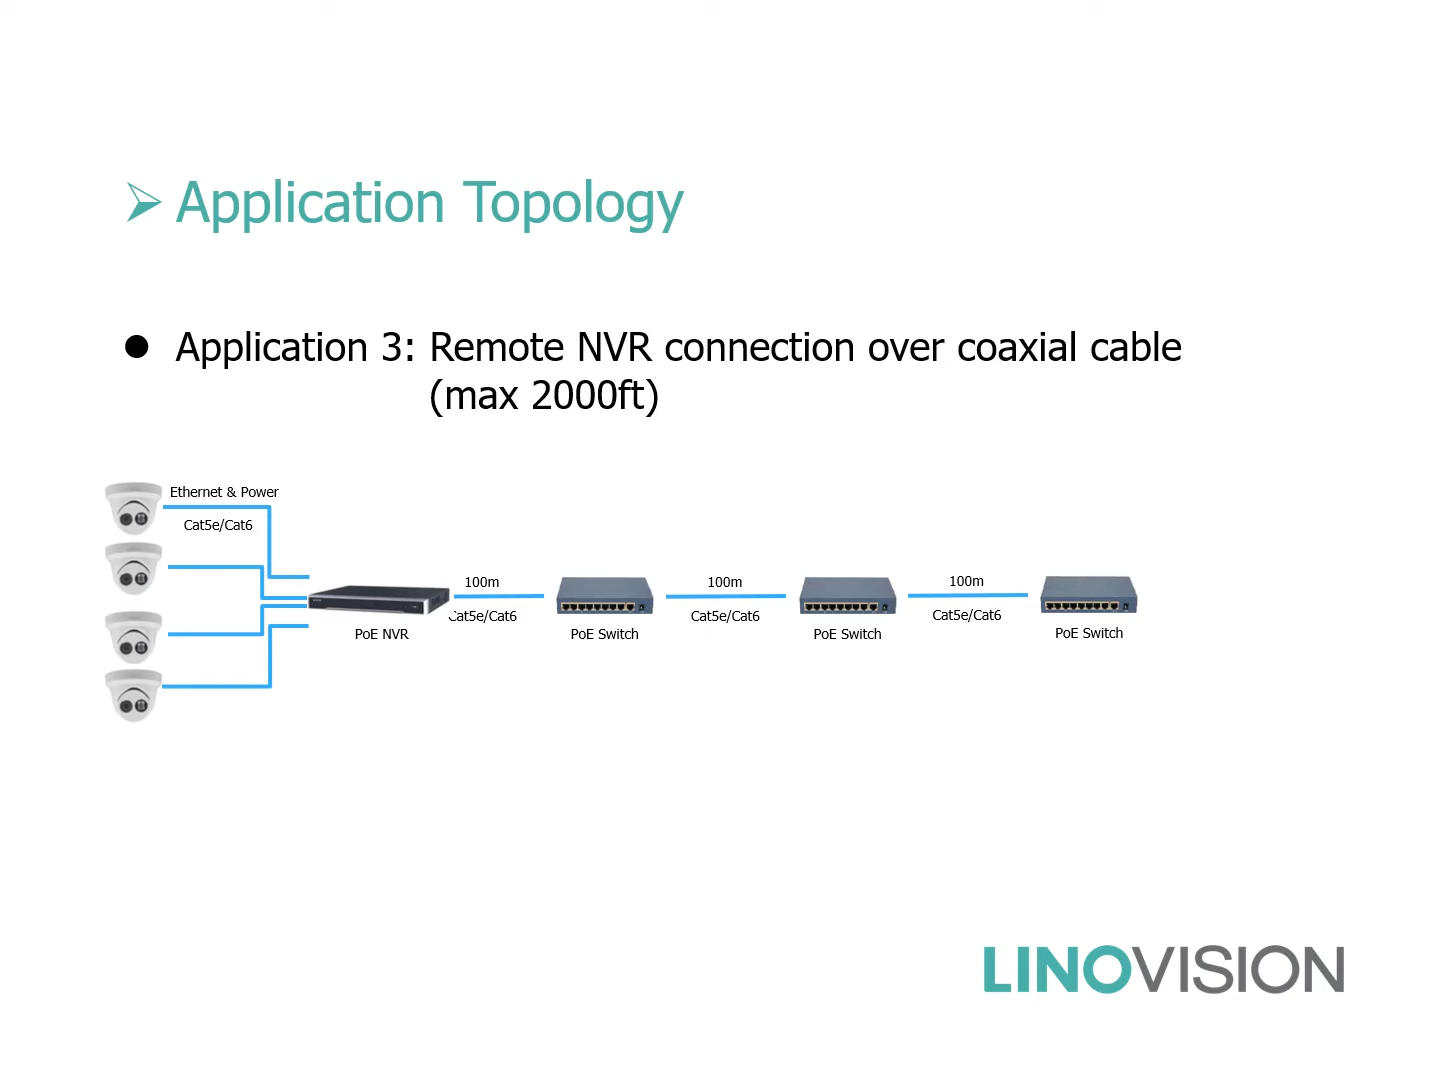 Application Topology
Application 3: Remote NVR connection over coaxial cable
(max 2000ft)
Ethernet & Power
Cat5e/Cat6
100m
Cat5e/Cat6
PoE NVR
PoE Switch
100m
Cat5e/Cat6
PoE Switch
100m
Cat5e/Cat6
PoE Switch
LINOVISION